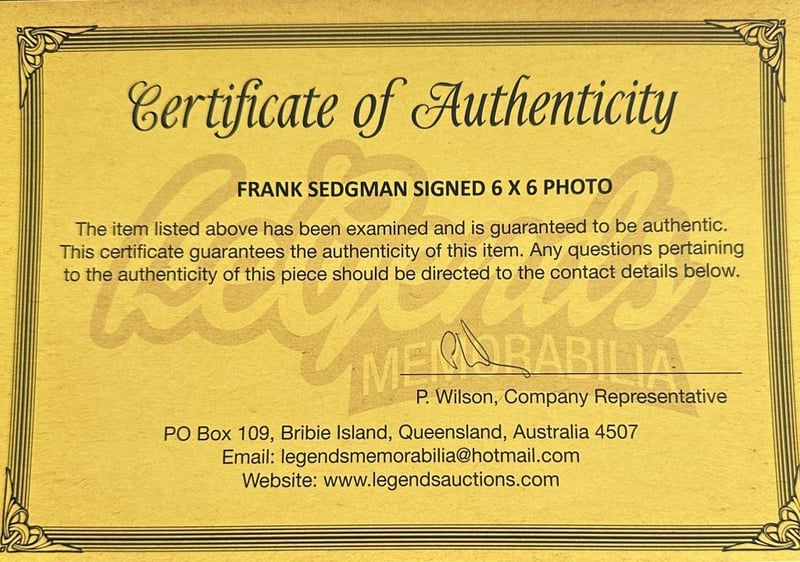 Certificate of Authenticity
FRANK SEDGMAN SIGNED 6 X 6 PHOTO
The item listed above has been examined and is guaranteed to be authentic.
This certificate guarantees the authenticity of this item. Any questions pertaining
to the authenticity of this piece should be directed to the contact details below.
Legends
MEMORABILIA
P. Wilson, Company Representative
PO Box 109, Bribie Island, Queensland, Australia 4507
Email: legendsmemorabilia@hotmail.com
Website: www.legendsauctions.com